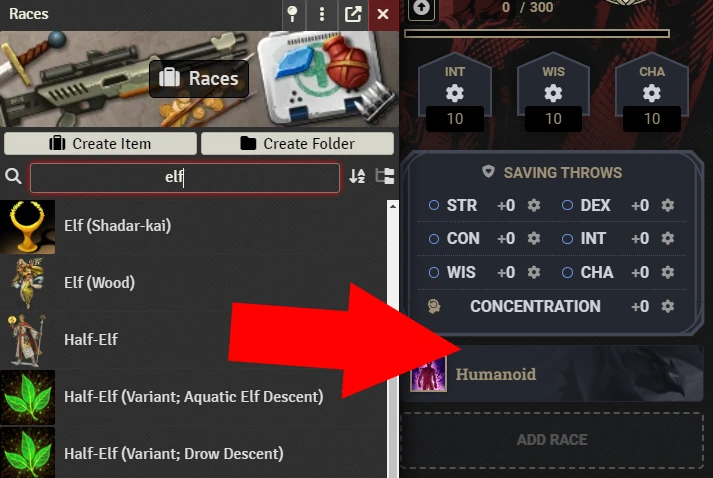 Races
Races
Create Item
Create Folder
elf
Elf (Shadar-kai)
Elf (Wood)
Half-Elf
Half-Elf (Variant; Aquatic Elf Descent)
Half-Elf (Variant; Drow Descent)
0 / 300
INT WIS CHA
10 10 10
SAVING THROWS
STR +0 DEX +0
CON +0 INT +0
WIS +0 CHA +0
CONCENTRATION +0
Humanoid
ADD RACE